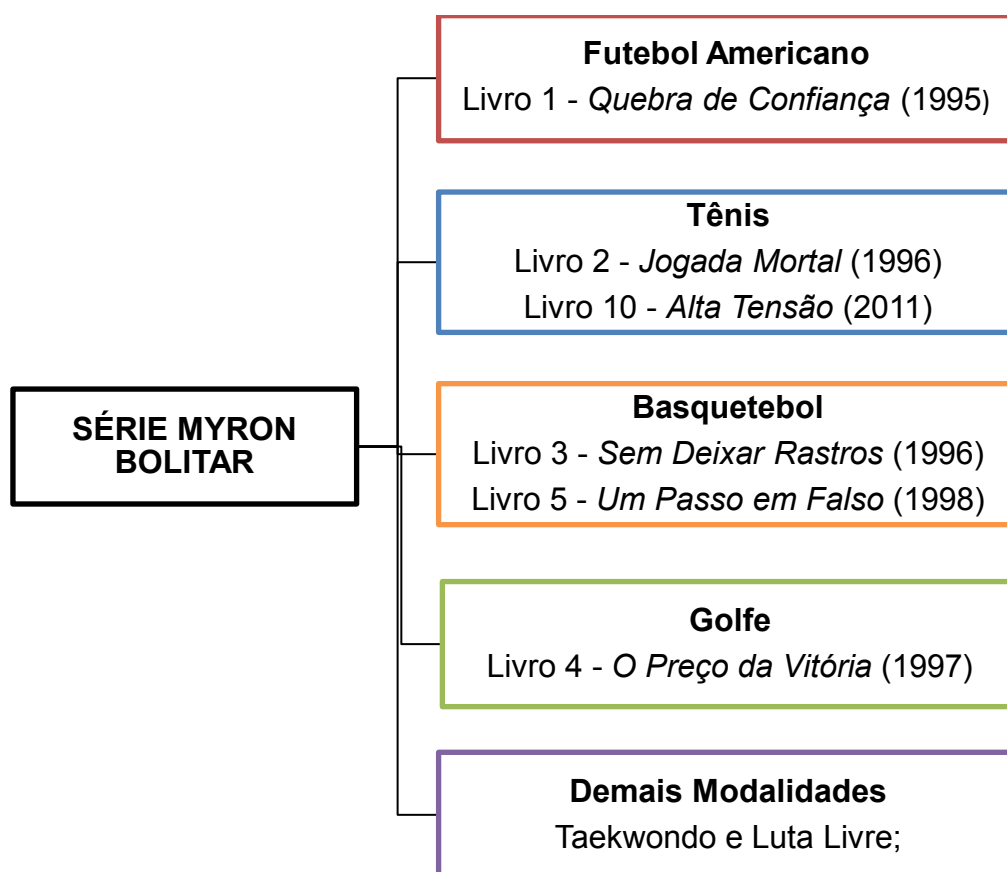 Futebol Americano
Livro 1 - Quebra de Confiança (1995)
Tênis
Livro 2 - Jogada Mortal (1996)
Livro 10 - Alta Tensão (2011)
SÉRIE MYRON
BOLITAR
Basquetebol
Livro 3 - Sem Deixar Rastros (1996)
Livro 5 - Um Passo em Falso (1998)
Golfe
Livro 4 - O Preço da Vitória (1997)
Demais Modalidades
Taekwondo e Luta Livre;